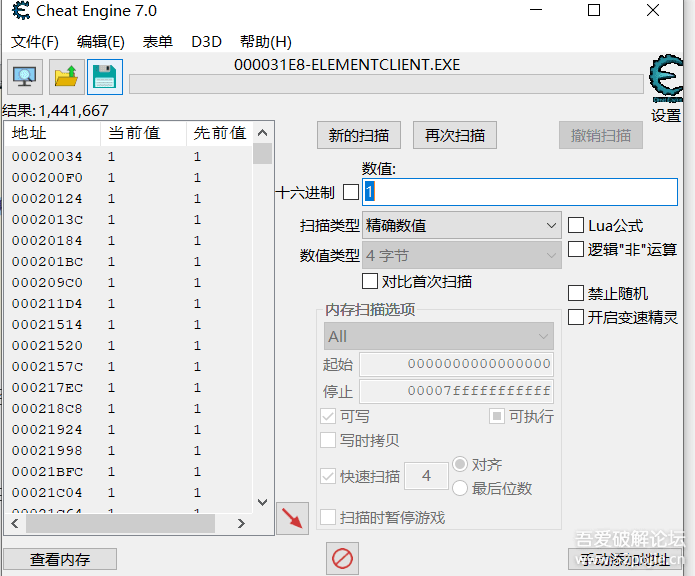 Cheat Engine 7.0
文件(F) 编辑(E) 表单 D3D 帮助(H)
000031E8-ELEMENTCLIENT.EXE
设置
结果: 1,441,667
地址 当前值 先前值
00020034 1 1
000200F0 1 1
00020124 1 1
0002013C 1 1
00020184 1 1
000201BC 1 1
000209C0 1 1
000211D4 1 1
00021514 1 1
00021520 1 1
0002157C 1 1
000217EC 1 1
000218C8 1 1
00021924 1 1
00021998 1 1
00021BFC 1 1
00021C04 1 1
00021C64 1 1
新的扫描 再次扫描 撤销扫描
数值:
十六进制 1
扫描类型 精确数值
数值类型 4 字节
对比首次扫描
Lua公式
逻辑"非"运算
禁止随机
开启变速精灵
内存扫描选项
All
起始 0000000000000000
停止 00007fffffffffff
可写 可执行
写时拷贝
快速扫描 4 对齐
最后位数
扫描时暂停游戏
查看内存
手动添加地址
吾爱破解论坛
www.52pojie.cn